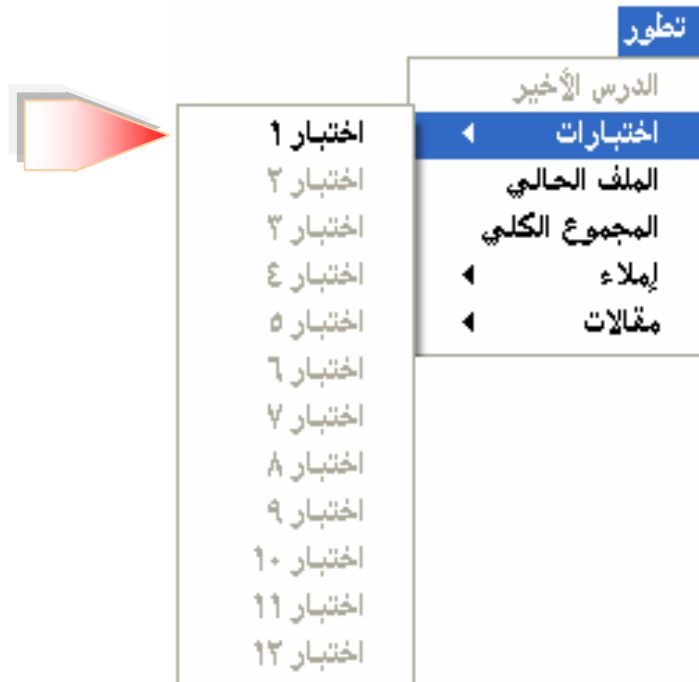 تطور
الدرس الأخير
اختبارات
الملف الحالي
المجموع الكلي
إملاء
مقالات
اختبار ١
اختبار ٢
اختبار ٣
اختبار ٤
اختبار ٥
اختبار ٦
اختبار ٧
اختبار ٨
اختبار ٩
اختبار ١٠
اختبار ١١
اختبار ١٢